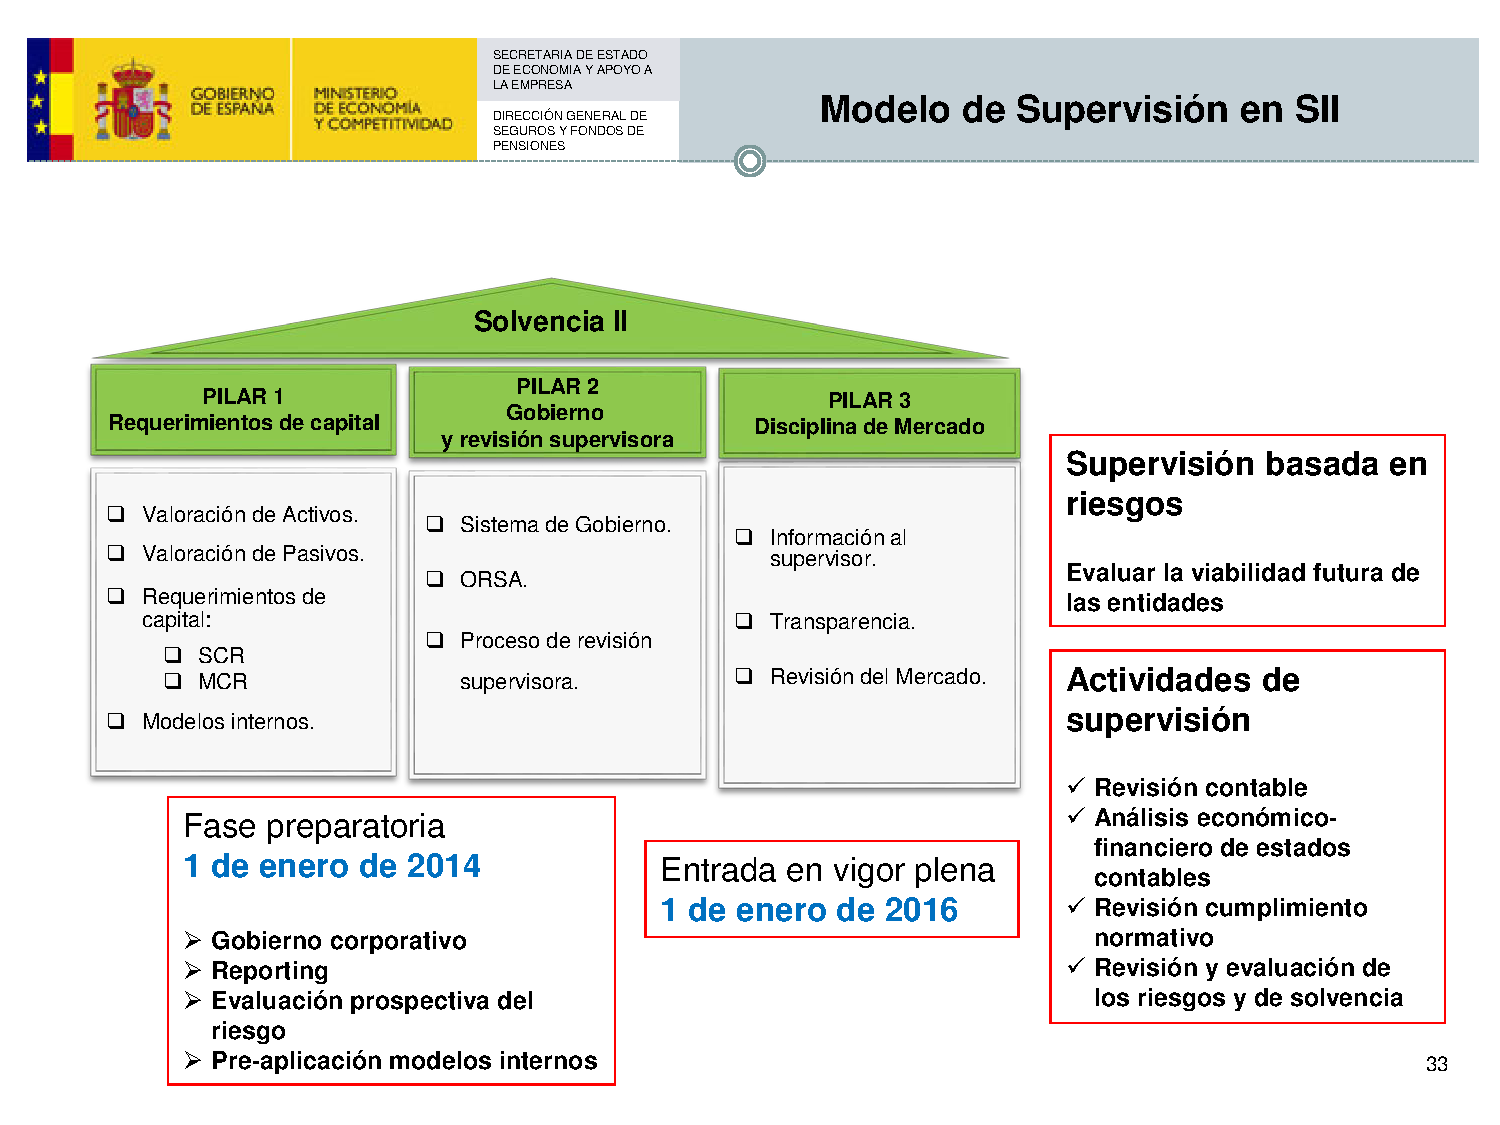 GOBIERNO
DE ESPAÑA
MINISTERIO
DE ECONOMÍA
Y COMPETITIVIDAD
SECRETARIA DE ESTADO
DE ECONOMIA Y APOYO A
LA EMPRESA
DIRECCIÓN GENERAL DE
SEGUROS Y FONDOS DE
PENSIONES
Modelo de Supervisión en SII
Solvencia II
PILAR 1
Requerimientos de capital
❑ Valoración de Activos.
❑ Valoración de Pasivos.
❑ Requerimientos de
capital:
❑ SCR
❑ MCR
❑ Modelos internos.
PILAR 2
Gobierno
y revisión supervisora
❑ Sistema de Gobierno.
❑ ORSA.
❑ Proceso de revisión
supervisora.
PILAR 3
Disciplina de Mercado
❑ Información al
supervisor.
❑ Transparencia.
❑ Revisión del Mercado.
Supervisión basada en
riesgos
Evaluar la viabilidad futura de
las entidades
Actividades de
supervisión
✓ Revisión contable
✓ Análisis económico-
financiero de estados
contables
✓ Revisión cumplimiento
normativo
✓ Revisión y evaluación de
los riesgos y de solvencia
Fase preparatoria
1 de enero de 2014
➢ Gobierno corporativo
➢ Reporting
➢ Evaluación prospectiva del
riesgo
➢ Pre-aplicación modelos internos
Entrada en vigor plena
1 de enero de 2016
33